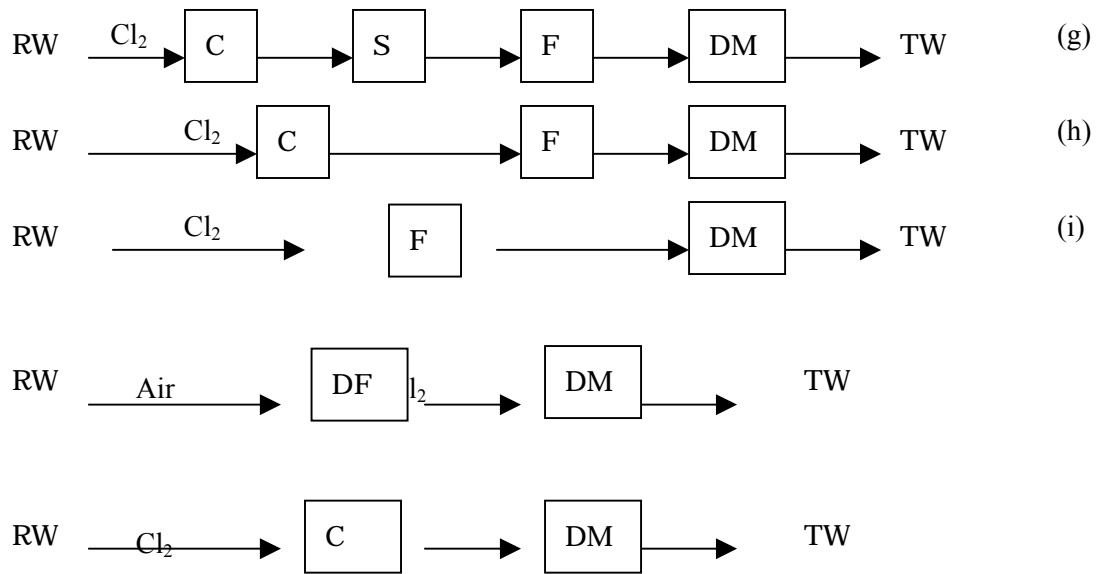 RW Cl₂ C S F DM TW (g)
RW Cl₂ C F DM TW (h)
RW Cl₂ F DM TW (i)
RW Air DF l₂ DM TW
RW Cl₂ C DM TW